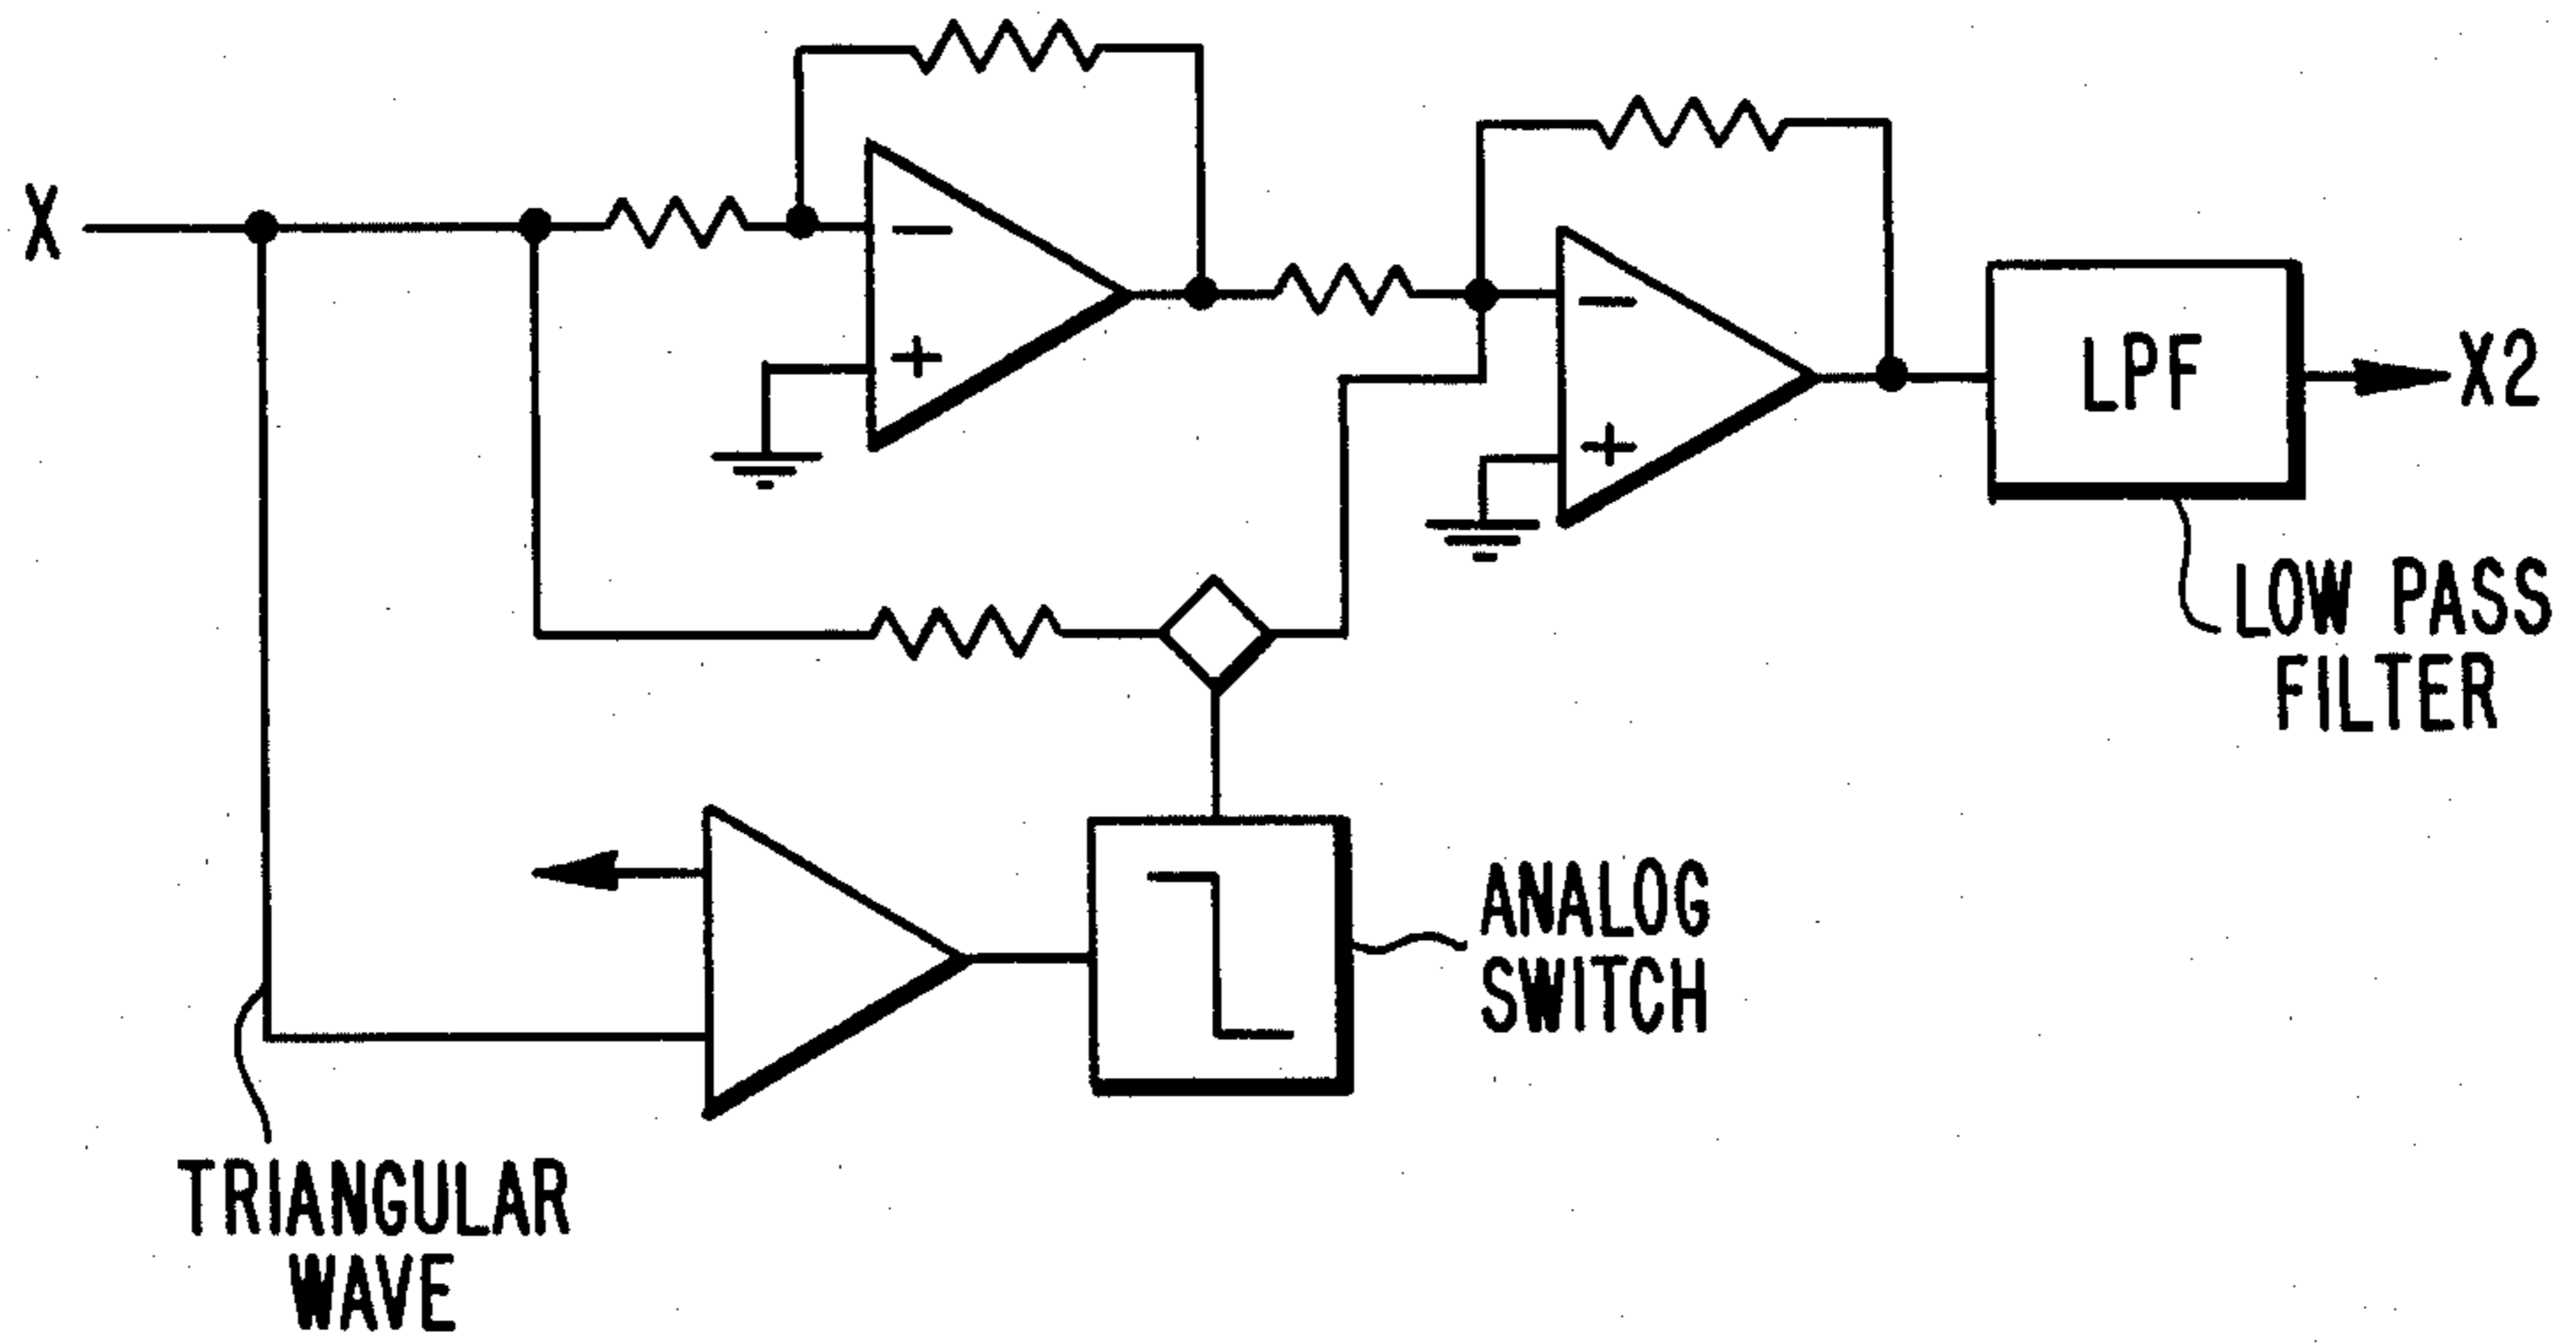 X
−
+
−
+
LPF
X2
LOW PASS
FILTER
ANALOG
SWITCH
TRIANGULAR
WAVE